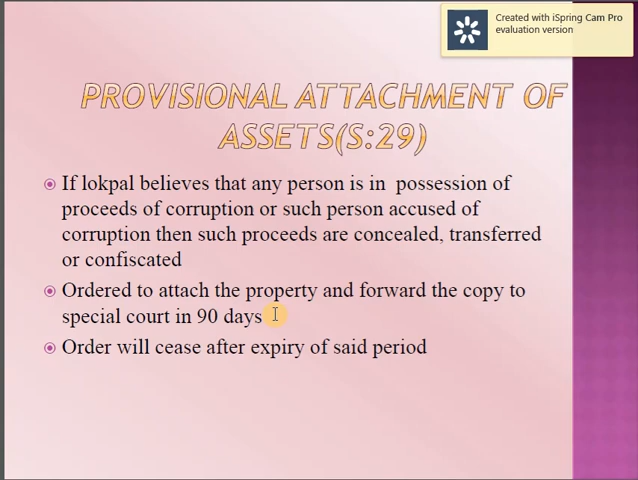 Created with iSpring Cam Pro
evaluation version
PROVISIONAL ATTACHMENT OF
ASSETS(S:29)
If lokpal believes that any person is in possession of
proceeds of corruption or such person accused of
corruption then such proceeds are concealed, transferred
or confiscated
Ordered to attach the property and forward the copy to
special court in 90 days
Order will cease after expiry of said period